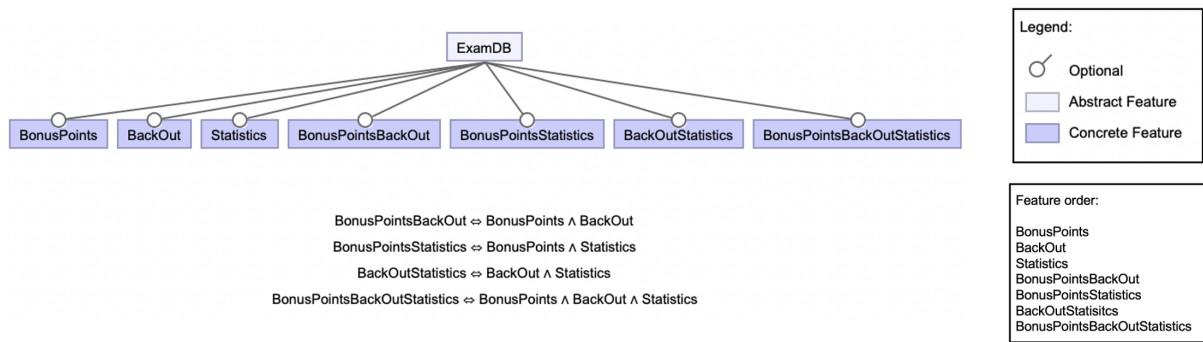 ExamDB
BonusPoints
BackOut
Statistics
BonusPointsBackOut
BonusPointsStatistics
BackOutStatistics
BonusPointsBackOutStatistics
BonusPointsBackOut ⇔ BonusPoints ∧ BackOut
BonusPointsStatistics ⇔ BonusPoints ∧ Statistics
BackOutStatistics ⇔ BackOut ∧ Statistics
BonusPointsBackOutStatistics ⇔ BonusPoints ∧ BackOut ∧ Statistics
Legend:
Optional
Abstract Feature
Concrete Feature
Feature order:
BonusPoints
BackOut
Statistics
BonusPointsBackOut
BonusPointsStatistics
BackOutStatisitcs
BonusPointsBackOutStatistics